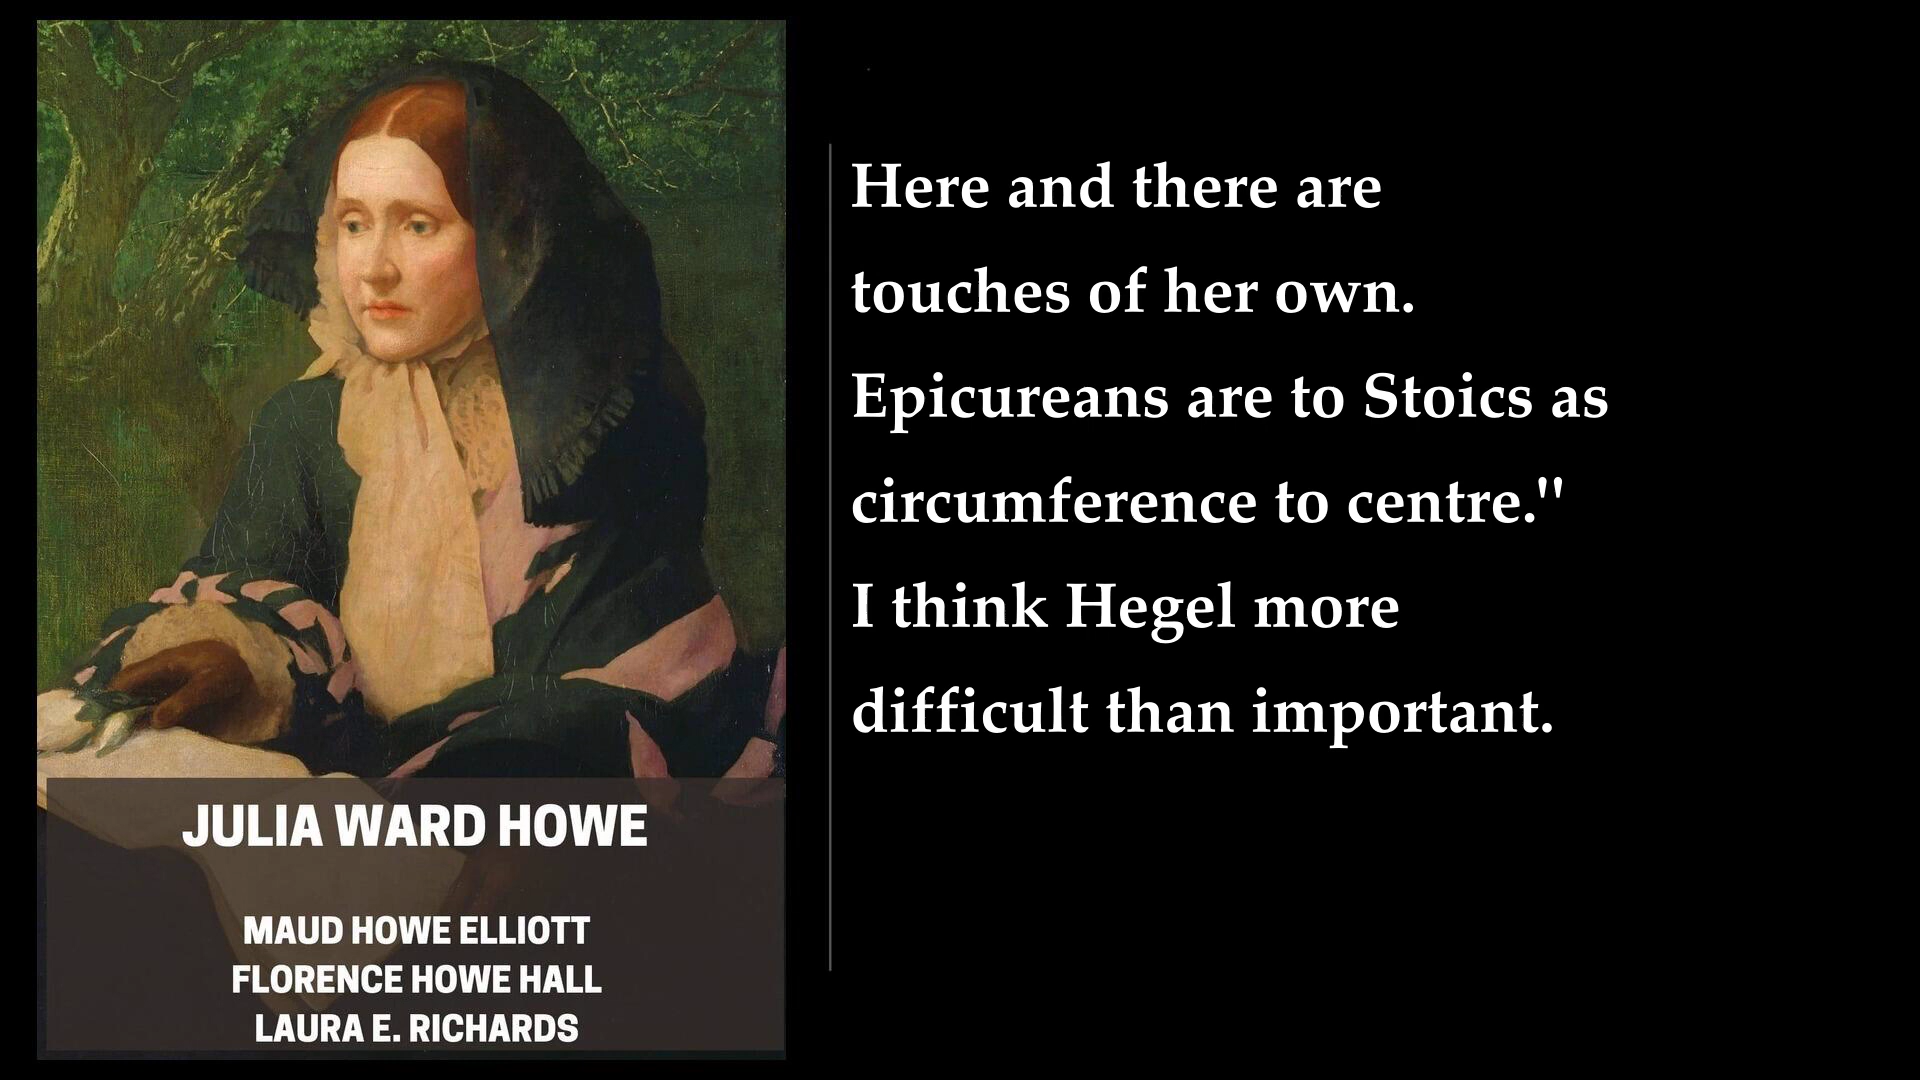 JULIA WARD HOWE
MAUD HOWE ELLIOTT
FLORENCE HOWE HALL
LAURA E. RICHARDS
Here and there are
touches of her own.
Epicureans are to Stoics as
circumference to centre."
I think Hegel more
difficult than important.